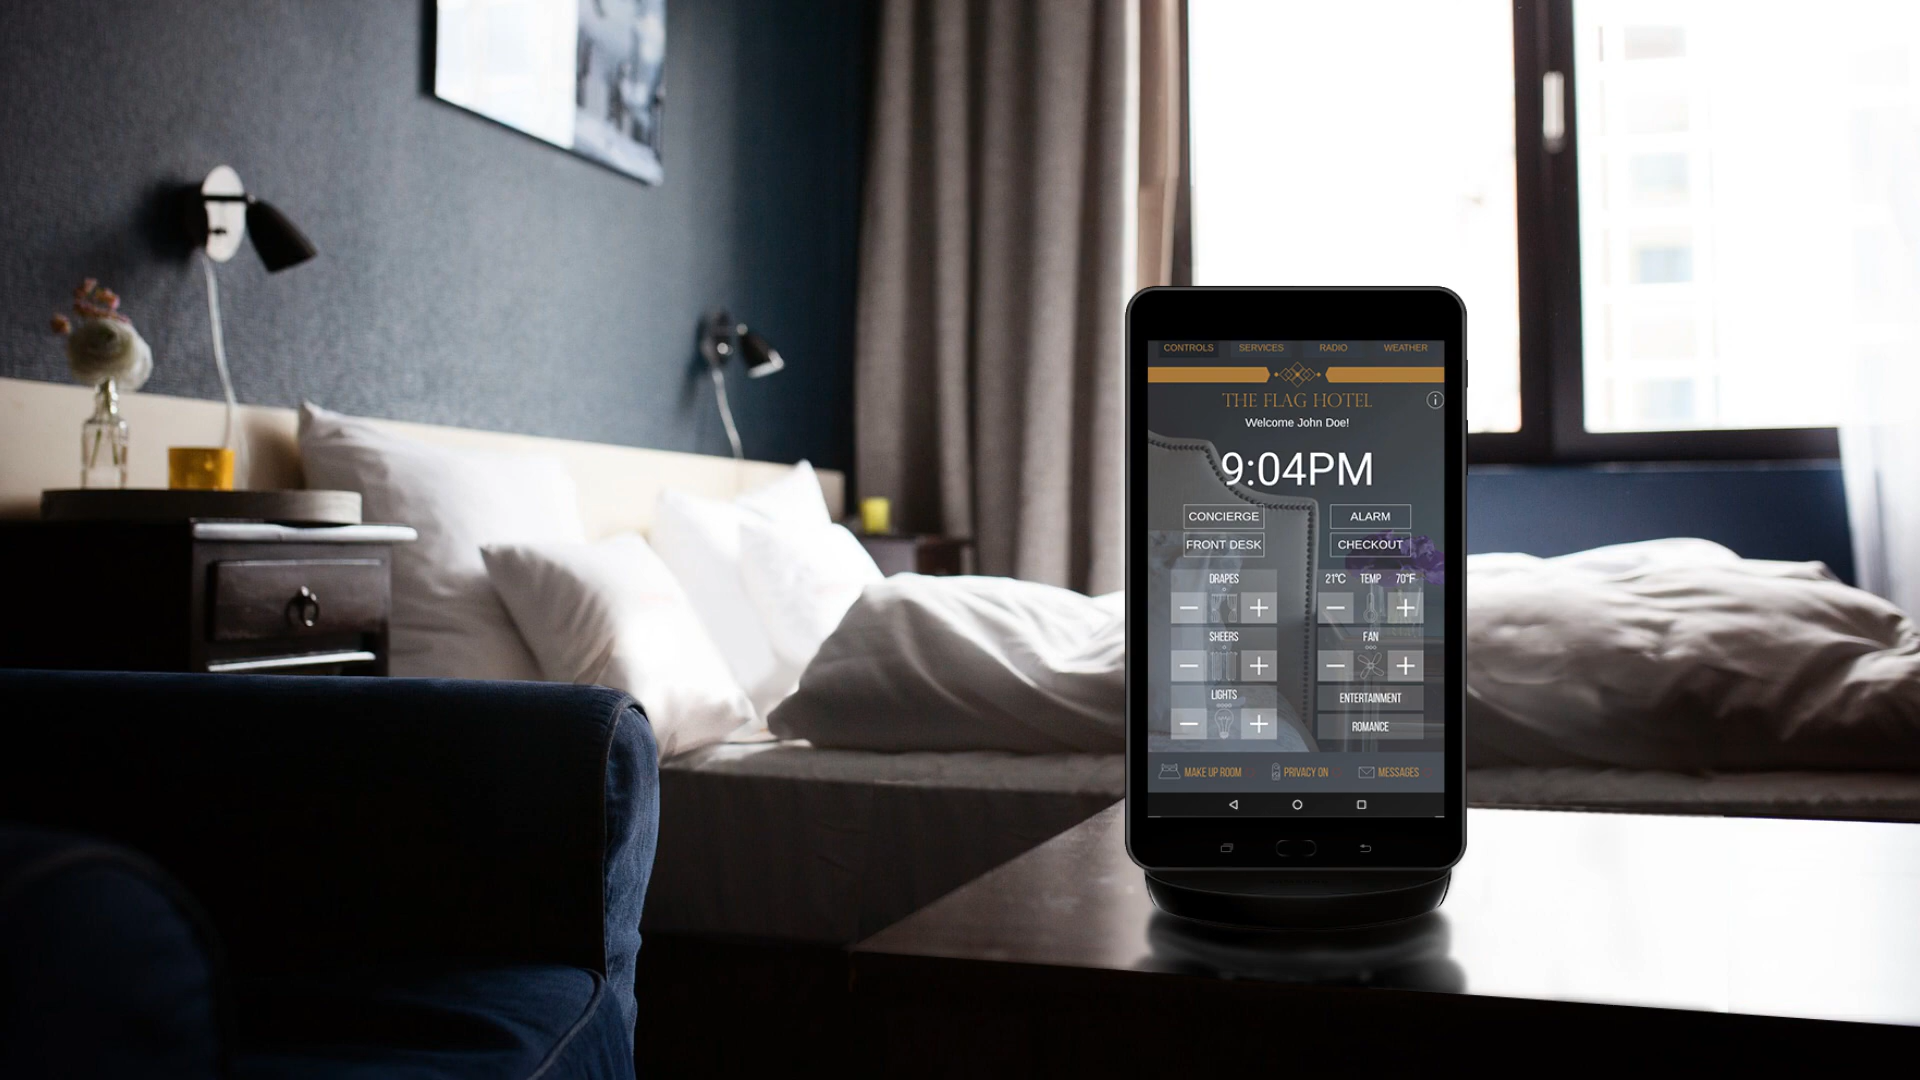 CONTROLS SERVICES RADIO WEATHER
THE FLAG HOTEL
Welcome John Doe!
9:04PM
CONCIERGE ALARM
FRONT DESK CHECKOUT
DRAPES 21°C TEMP 70°F
SHEERS FAN
LIGHTS ENTERTAINMENT
ROMANCE
MAKE UP ROOM PRIVACY ON MESSAGES